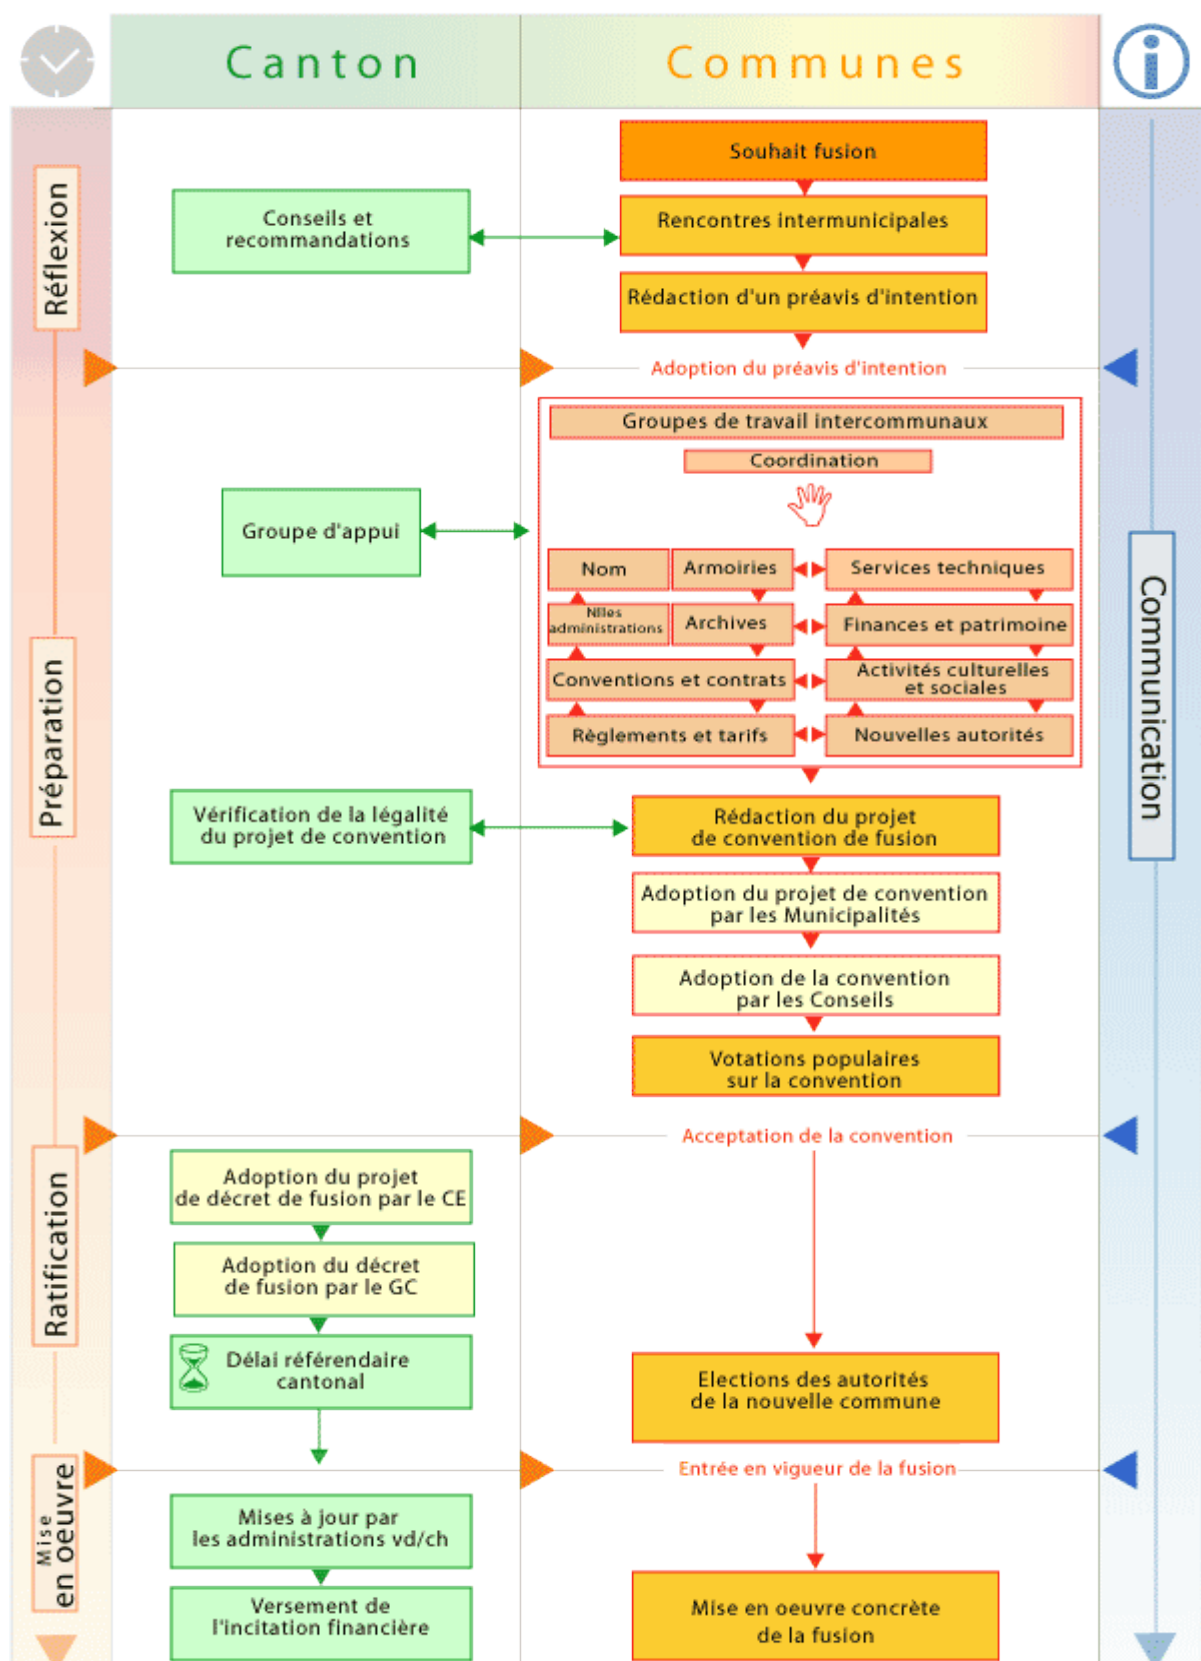 Canton
Communes
Réflexion
Souhait fusion
Conseils et
recommandations
Rencontres intermunicipales
Rédaction d'un préavis d'intention
Adoption du préavis d'intention
Préparation
Communication
Groupes de travail intercommunaux
Coordination
Groupe d'appui
Nom
Armoiries
Services techniques
Nlles
administrations
Archives
Finances et patrimoine
Conventions et contrats
Activités culturelles
et sociales
Règlements et tarifs
Nouvelles autorités
Vérification de la légalité
du projet de convention
Rédaction du projet
de convention de fusion
Adoption du projet de convention
par les Municipalités
Adoption de la convention
par les Conseils
Votations populaires
sur la convention
Acceptation de la convention
Ratification
Adoption du projet
de décret de fusion par le CE
Adoption du décret
de fusion par le GC
Délai référendaire
cantonal
Elections des autorités
de la nouvelle commune
Entrée en vigueur de la fusion
Mise
en oeuvre
Mises à jour par
les administrations vd/ch
Versement de
l'incitation financière
Mise en oeuvre concrète
de la fusion